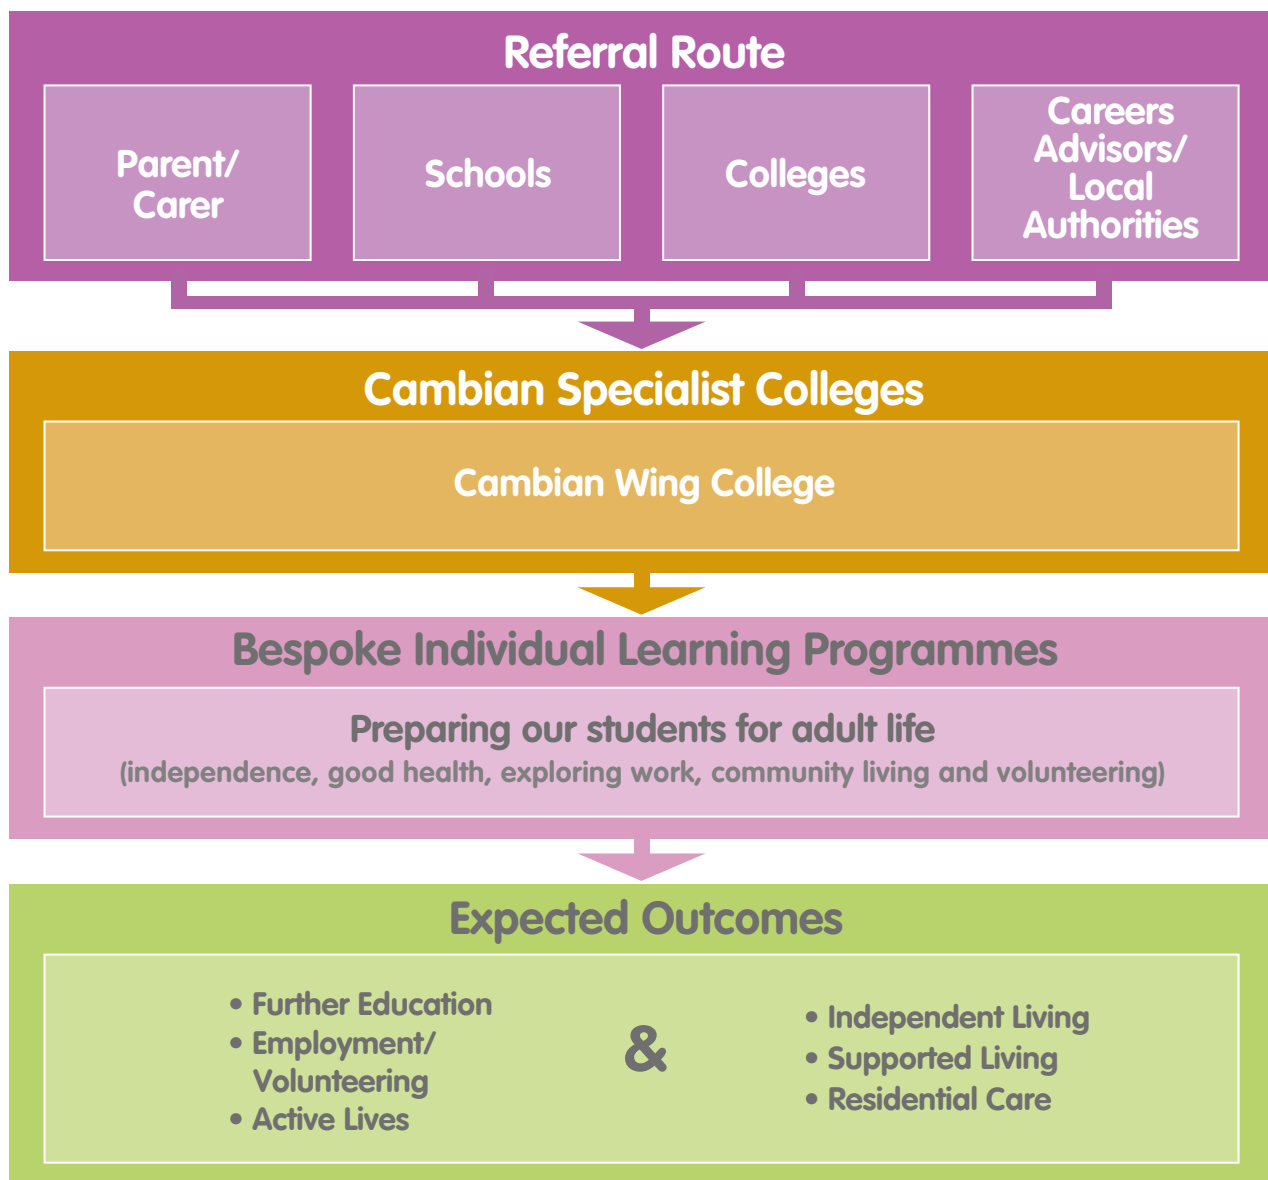 Referral Route
Parent/
Carer
Schools
Colleges
Careers
Advisors/
Local
Authorities
Cambian Specialist Colleges
Cambian Wing College
Bespoke Individual Learning Programmes
Preparing our students for adult life
(independence, good health, exploring work, community living and volunteering)
Expected Outcomes
• Further Education
• Employment/
Volunteering
• Active Lives
&
• Independent Living
• Supported Living
• Residential Care